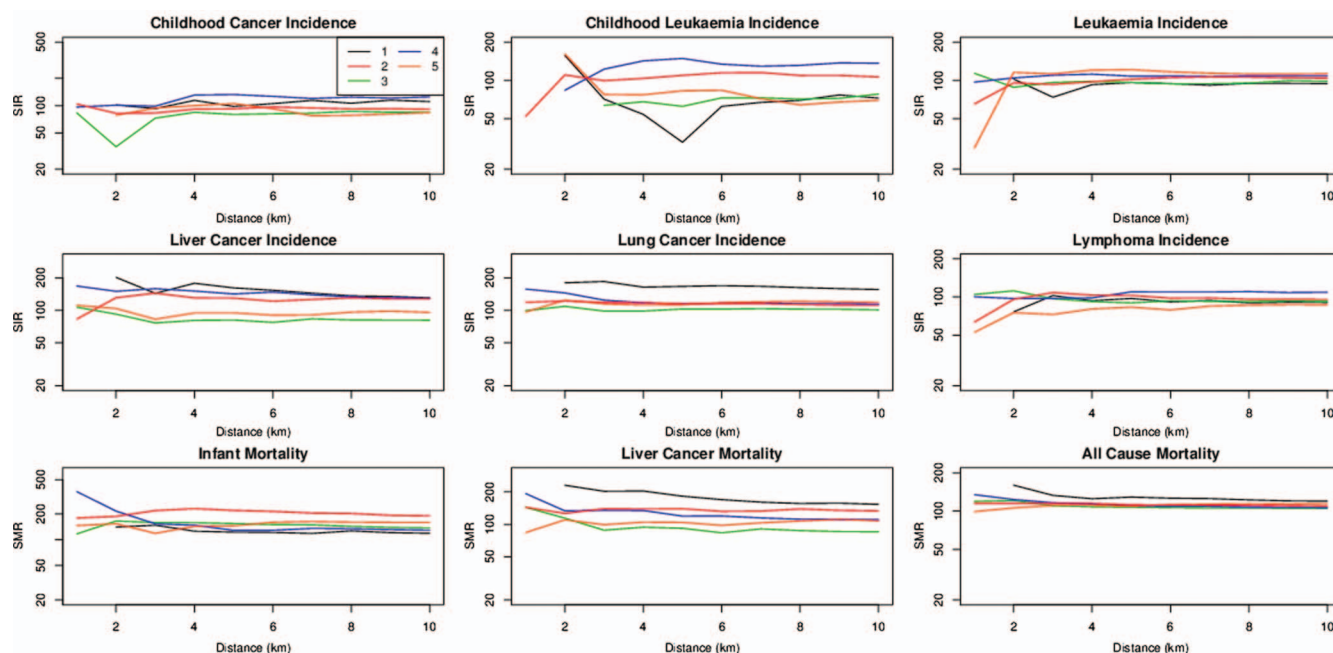 Childhood Cancer Incidence
SIR
500
100
50
20
1 4
2 5
3
2 4 6 8 10
Distance (km)
Childhood Leukaemia Incidence
SIR
200
100
50
20
2 4 6 8 10
Distance (km)
Leukaemia Incidence
SIR
200
100
50
20
2 4 6 8 10
Distance (km)
Liver Cancer Incidence
SIR
200
100
50
20
2 4 6 8 10
Distance (km)
Lung Cancer Incidence
SIR
200
100
50
20
2 4 6 8 10
Distance (km)
Lymphoma Incidence
SIR
200
100
50
20
2 4 6 8 10
Distance (km)
Infant Mortality
SMR
500
200
50
20
2 4 6 8 10
Distance (km)
Liver Cancer Mortality
SMR
200
100
50
20
2 4 6 8 10
Distance (km)
All Cause Mortality
SMR
200
100
50
20
2 4 6 8 10
Distance (km)